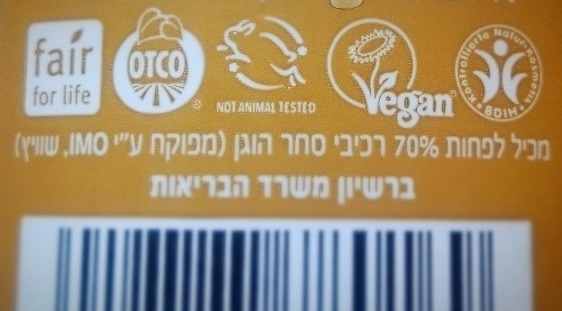 fair
for life
OTCO
®
NOT ANIMAL TESTED
Vegan
Kontrollierte Natur-Kosmetik
BDIH
מכיל לפחות 70% רכיבי סחר הוגן (מפוקח ע״י IMO, שוויץ)
ברשיון משרד הבריאות